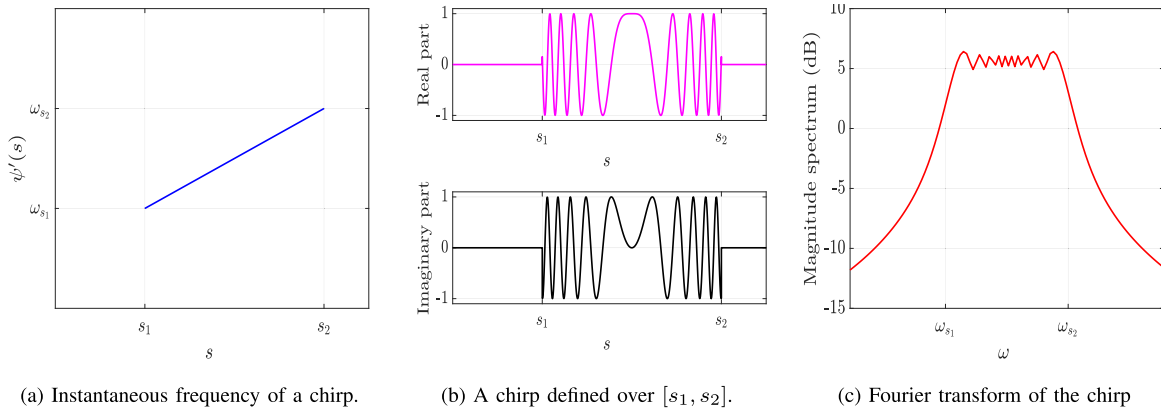 ψ′(s)
ω_{s_2}
ω_{s_1}
s_1
s_2
s
(a) Instantaneous frequency of a chirp.
Real part
1
0
-1
s_1
s_2
s
Imaginary part
1
0
-1
s_1
s_2
s
(b) A chirp defined over [s_1, s_2].
Magnitude spectrum (dB)
10
5
0
-5
-10
-15
ω_{s_1}
ω_{s_2}
ω
(c) Fourier transform of the chirp